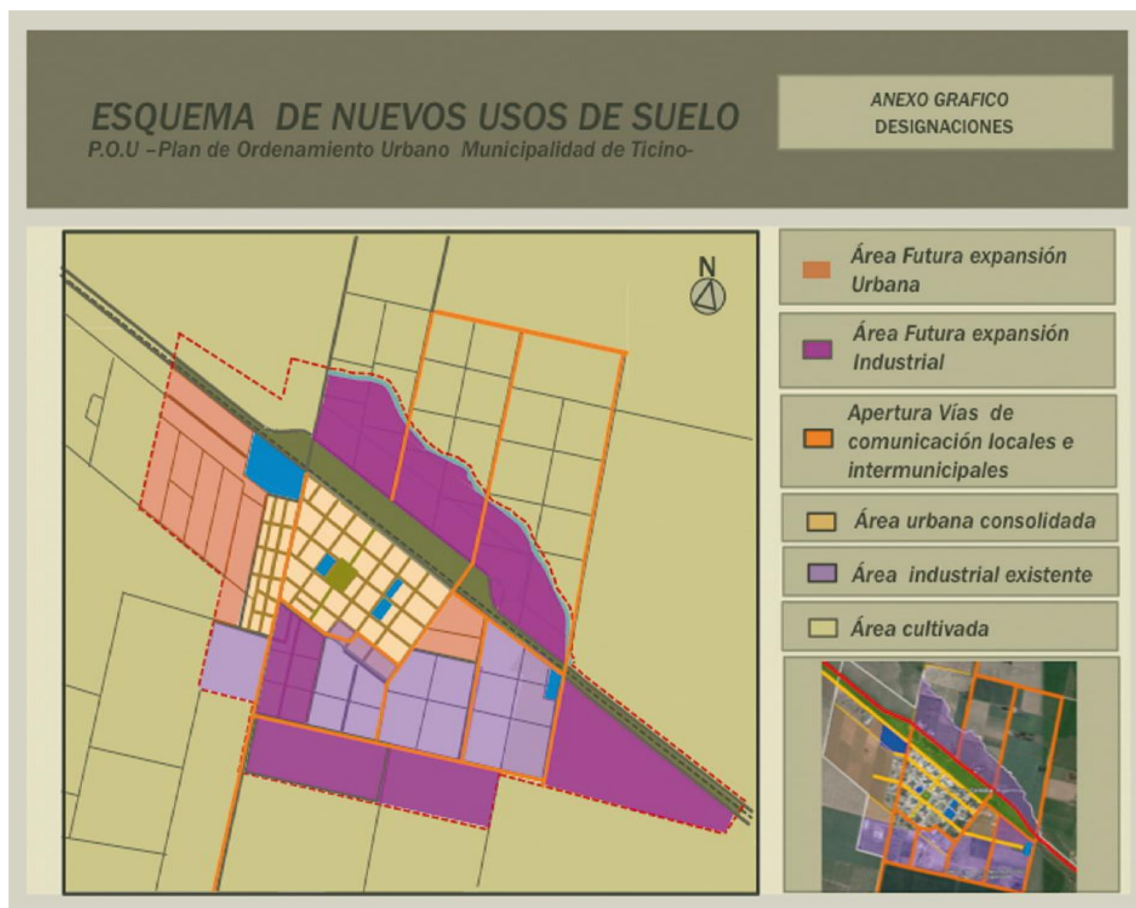 ESQUEMA DE NUEVOS USOS DE SUELO
P.O.U –Plan de Ordenamiento Urbano Municipalidad de Ticino-
ANEXO GRAFICO
DESIGNACIONES
N
Área Futura expansión
Urbana
Área Futura expansión
Industrial
Apertura Vías de
comunicación locales e
intermunicipales
Área urbana consolidada
Área industrial existente
Área cultivada